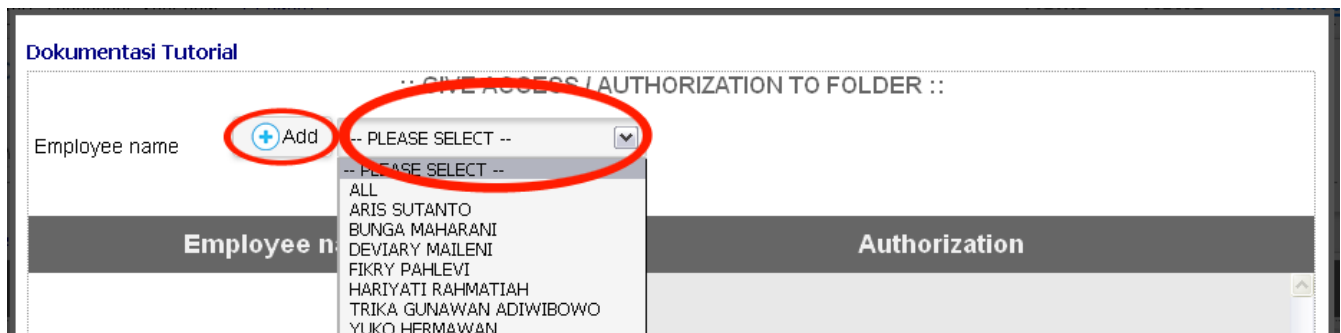 Dokumentasi Tutorial
:: GIVE ACCESS / AUTHORIZATION TO FOLDER ::
Employee name Add -- PLEASE SELECT --
-- PLEASE SELECT --
ALL
ARIS SUTANTO
BUNGA MAHARANI
DEVIARY MAILENI
FIKRY PAHLEVI
HARIYATI RAHMATIAH
TRIKA GUNAWAN ADIWIBOWO
YUKO HERMAWAN
Employee n Authorization